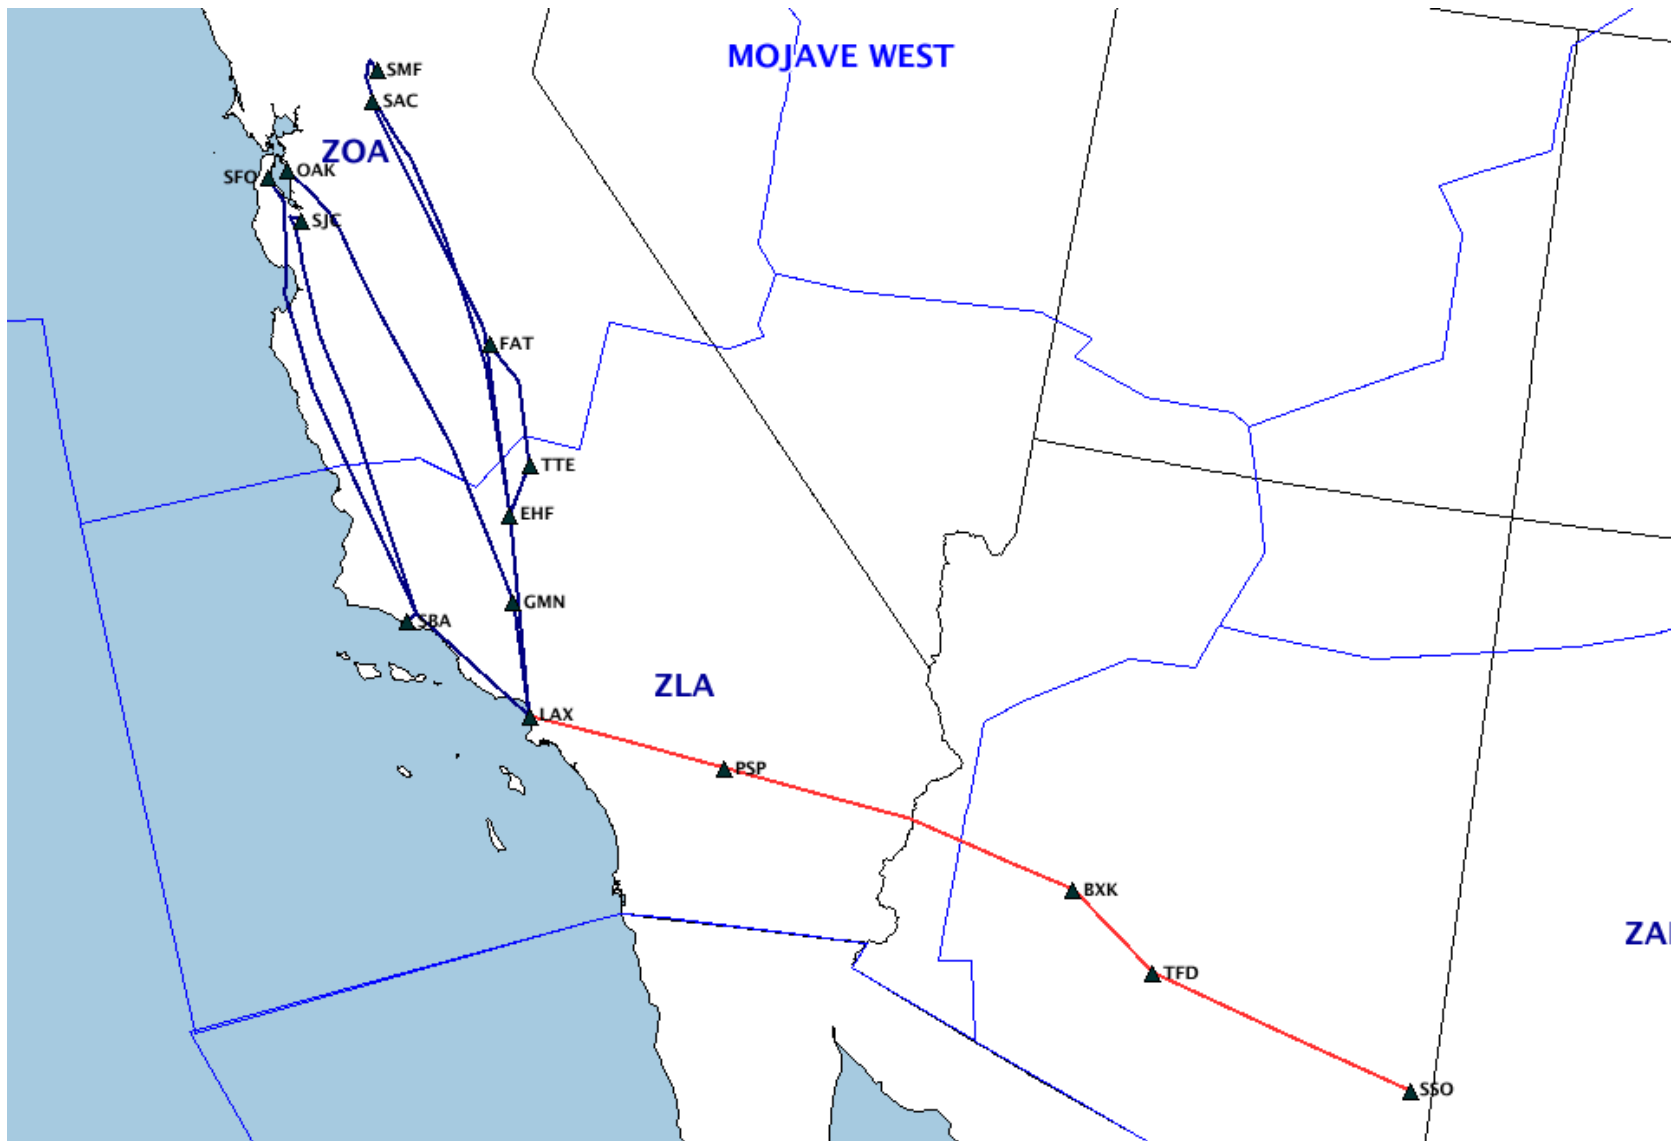 MOJAVE WEST
SMF
SAC
ZOA
OAK
SFO
SJC
FAT
TTE
EHF
GMN
SBA
ZLA
LAX
PSP
BXK
ZA
TFD
SSO